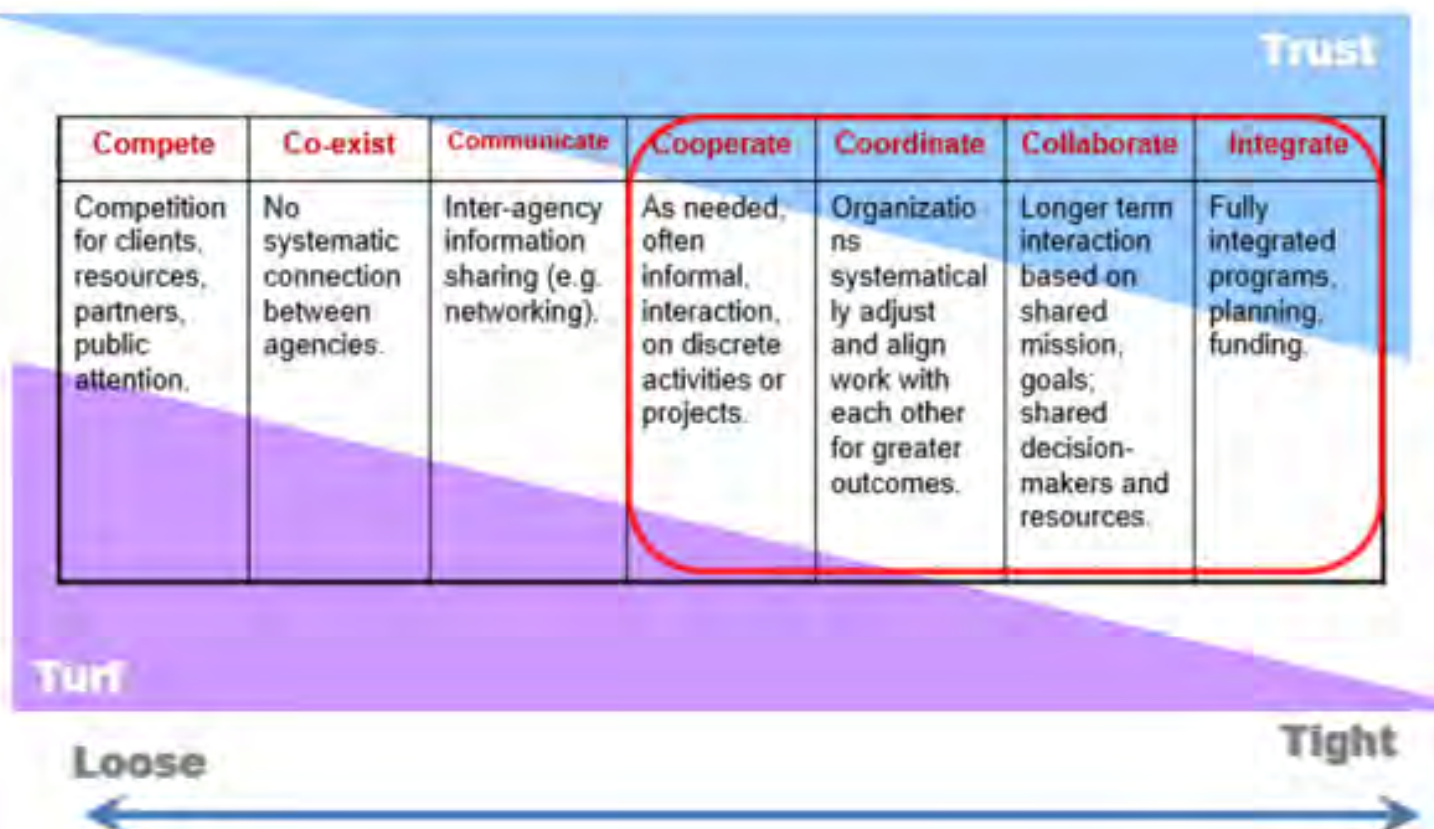 Trust
Compete
Co-exist
Communicate
Cooperate
Coordinate
Collaborate
Integrate
Competition
for clients,
resources,
partners,
public
attention.
No
systematic
connection
between
agencies.
Inter-agency
information
sharing (e.g.
networking).
As needed,
often
informal,
interaction,
on discrete
activities or
projects.
Organizatio
ns
systematical
ly adjust
and align
work with
each other
for greater
outcomes.
Longer term
interaction
based on
shared
mission,
goals;
shared
decision-
makers and
resources.
Fully
integrated
programs,
planning,
funding.
Turf
Loose
Tight